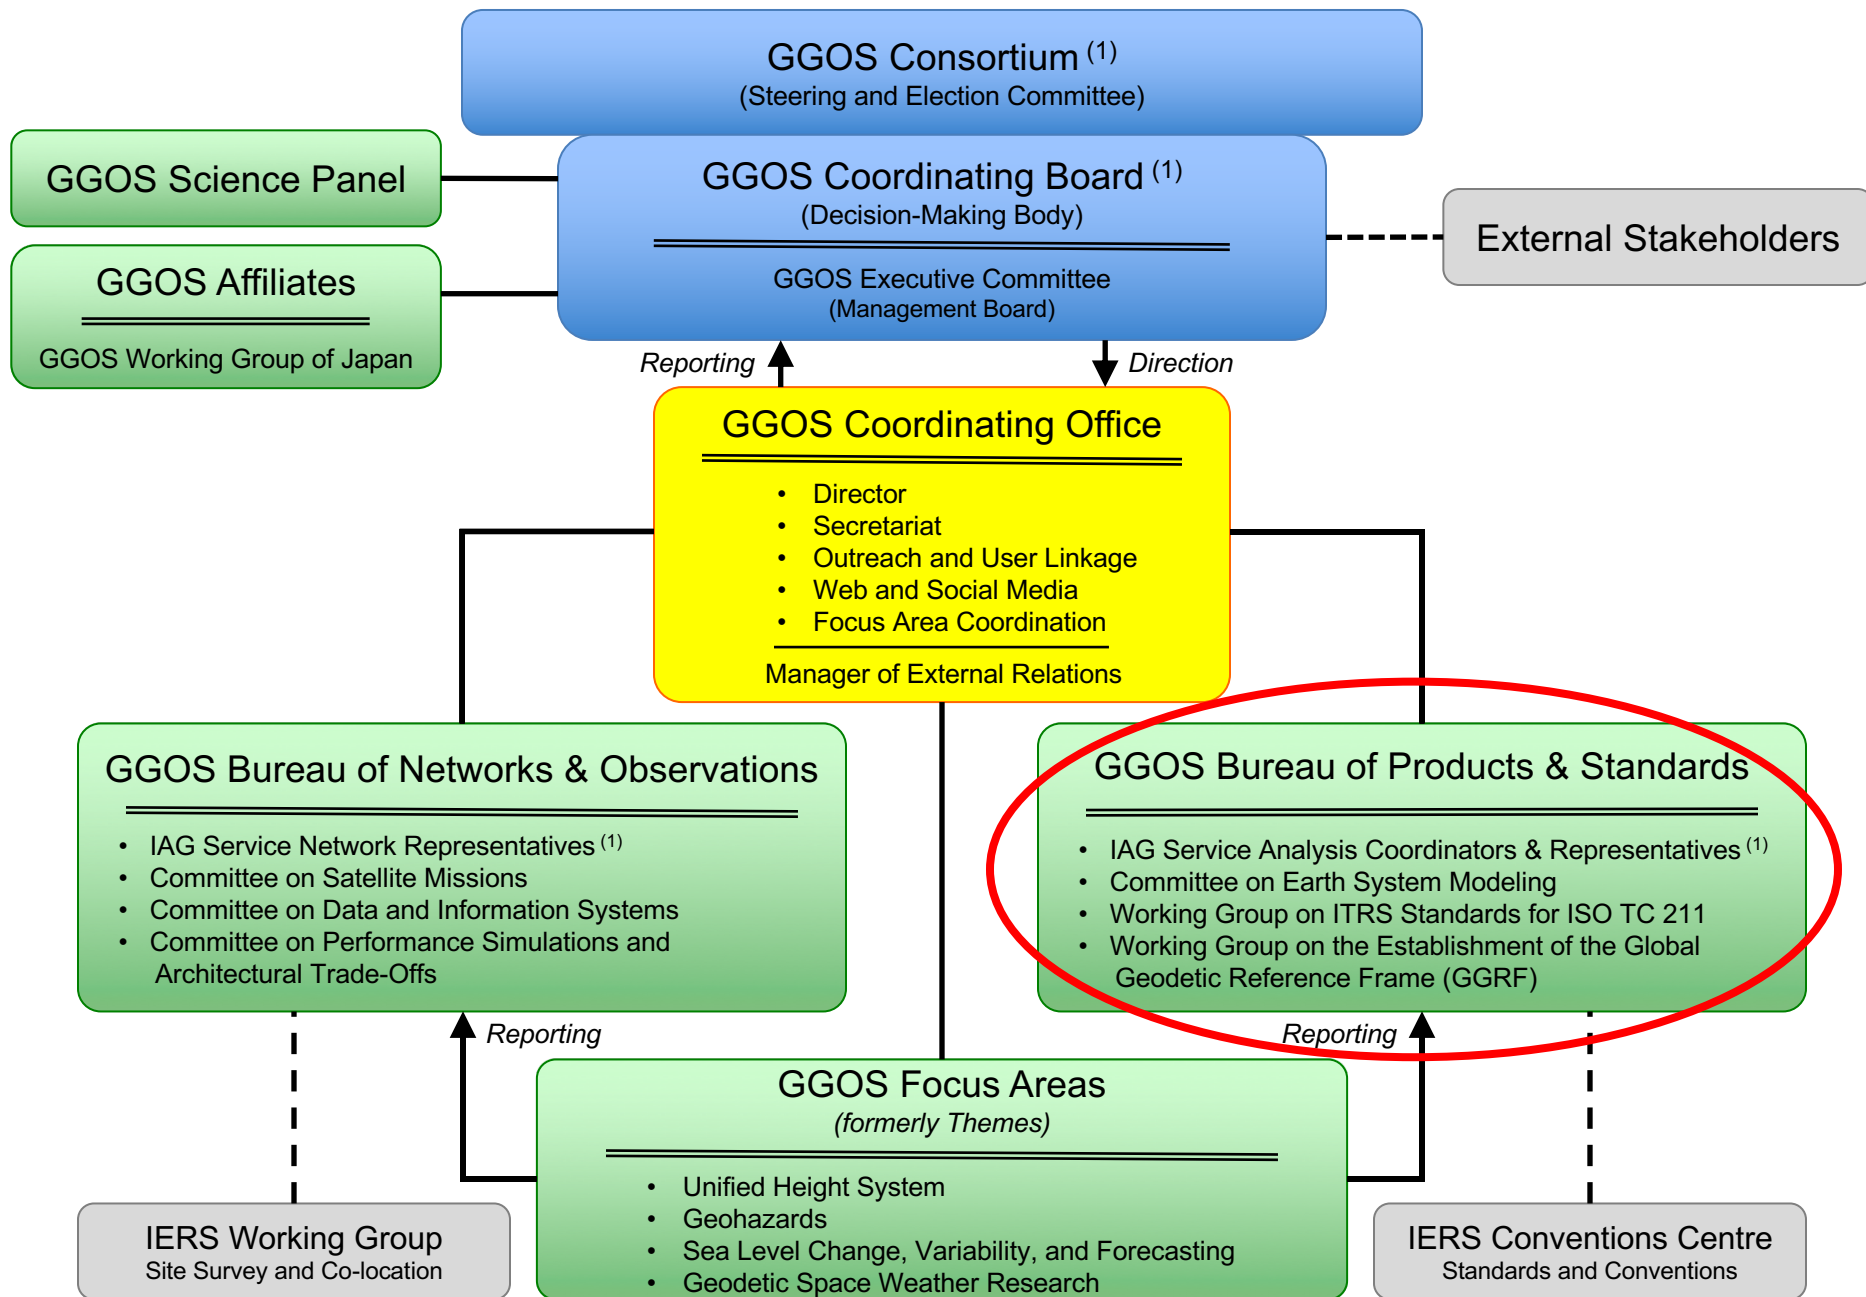 GGOS Consortium (1)
(Steering and Election Committee)
GGOS Science Panel
GGOS Coordinating Board (1)
(Decision-Making Body)
GGOS Executive Committee
(Management Board)
External Stakeholders
GGOS Affiliates
GGOS Working Group of Japan
Reporting
Direction
GGOS Coordinating Office
• Director
• Secretariat
• Outreach and User Linkage
• Web and Social Media
• Focus Area Coordination
Manager of External Relations
GGOS Bureau of Networks & Observations
• IAG Service Network Representatives (1)
• Committee on Satellite Missions
• Committee on Data and Information Systems
• Committee on Performance Simulations and
Architectural Trade-Offs
GGOS Bureau of Products & Standards
• IAG Service Analysis Coordinators & Representatives (1)
• Committee on Earth System Modeling
• Working Group on ITRS Standards for ISO TC 211
• Working Group on the Establishment of the Global
Geodetic Reference Frame (GGRF)
Reporting
Reporting
GGOS Focus Areas
(formerly Themes)
• Unified Height System
• Geohazards
• Sea Level Change, Variability, and Forecasting
• Geodetic Space Weather Research
IERS Working Group
Site Survey and Co-location
IERS Conventions Centre
Standards and Conventions